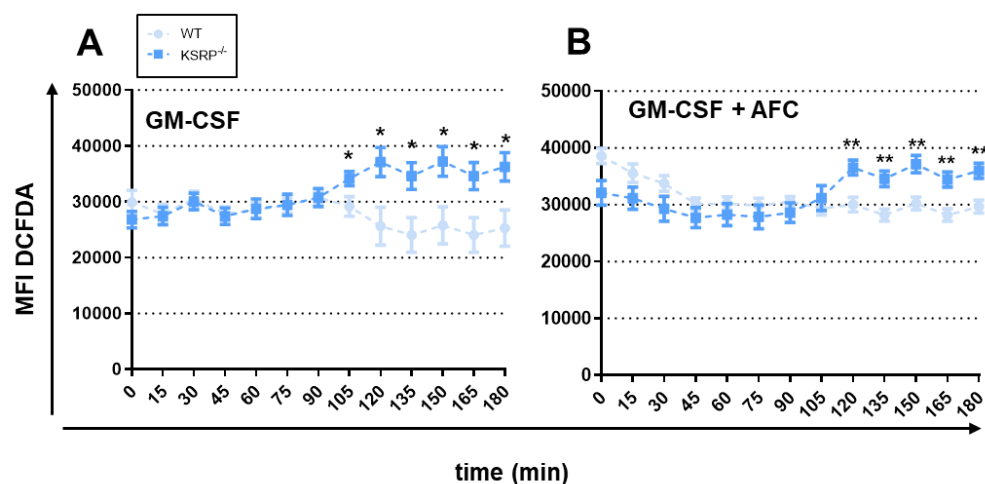 A
WT
KSRP-/-
B
GM-CSF
GM-CSF + AFC
MFI DCFDA
50000
40000
30000
20000
10000
0
* * * * * *
0 15 30 45 60 75 90 105 120 135 150 165 180
50000
40000
30000
20000
10000
0
** ** ** ** **
0 15 30 45 60 75 90 105 120 135 150 165 180
time (min)